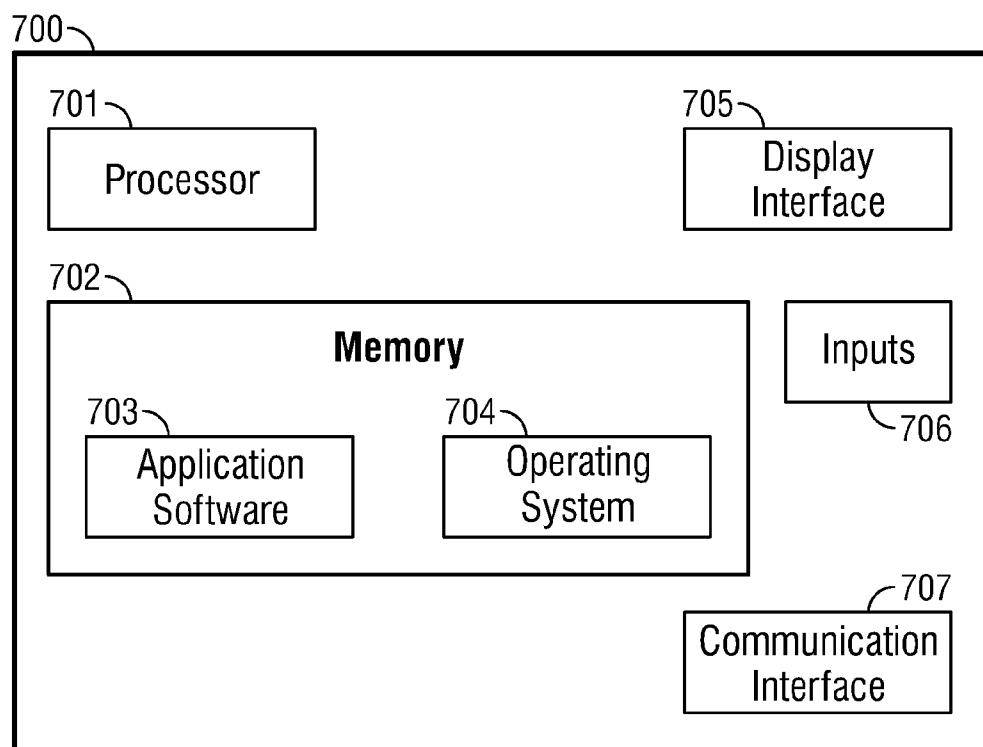 700
701
Processor
705
Display
Interface
702
Memory
703
Application
Software
704
Operating
System
Inputs
706
707
Communication
Interface